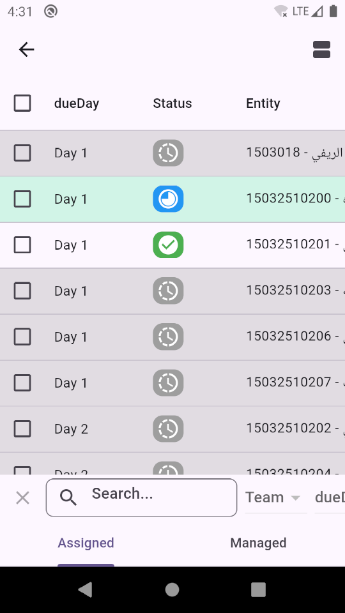 4:31 LTE
dueDay Status Entity
Day 1 1503018 - الريفي
Day 1 15032510200 -
Day 1 15032510201 -
Day 1 15032510203 -
Day 1 15032510206 -
Day 1 15032510207 -
Day 2 15032510202 -
Day 2 15032510204 -
Search... Team dueD
Assigned Managed